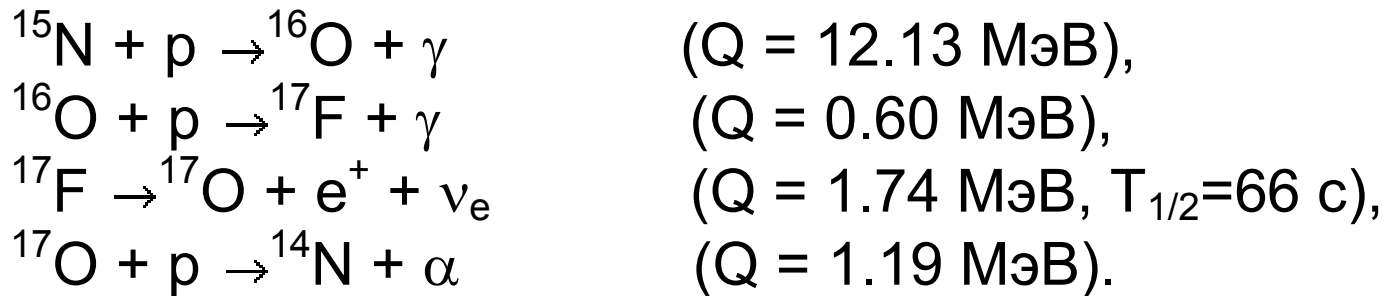 ¹⁵N + p → ¹⁶O + γ (Q = 12.13 МэВ),
¹⁶O + p → ¹⁷F + γ (Q = 0.60 МэВ),
¹⁷F → ¹⁷O + e⁺ + νₑ (Q = 1.74 МэВ, T₁/₂=66 с),
¹⁷O + p → ¹⁴N + α (Q = 1.19 МэВ).